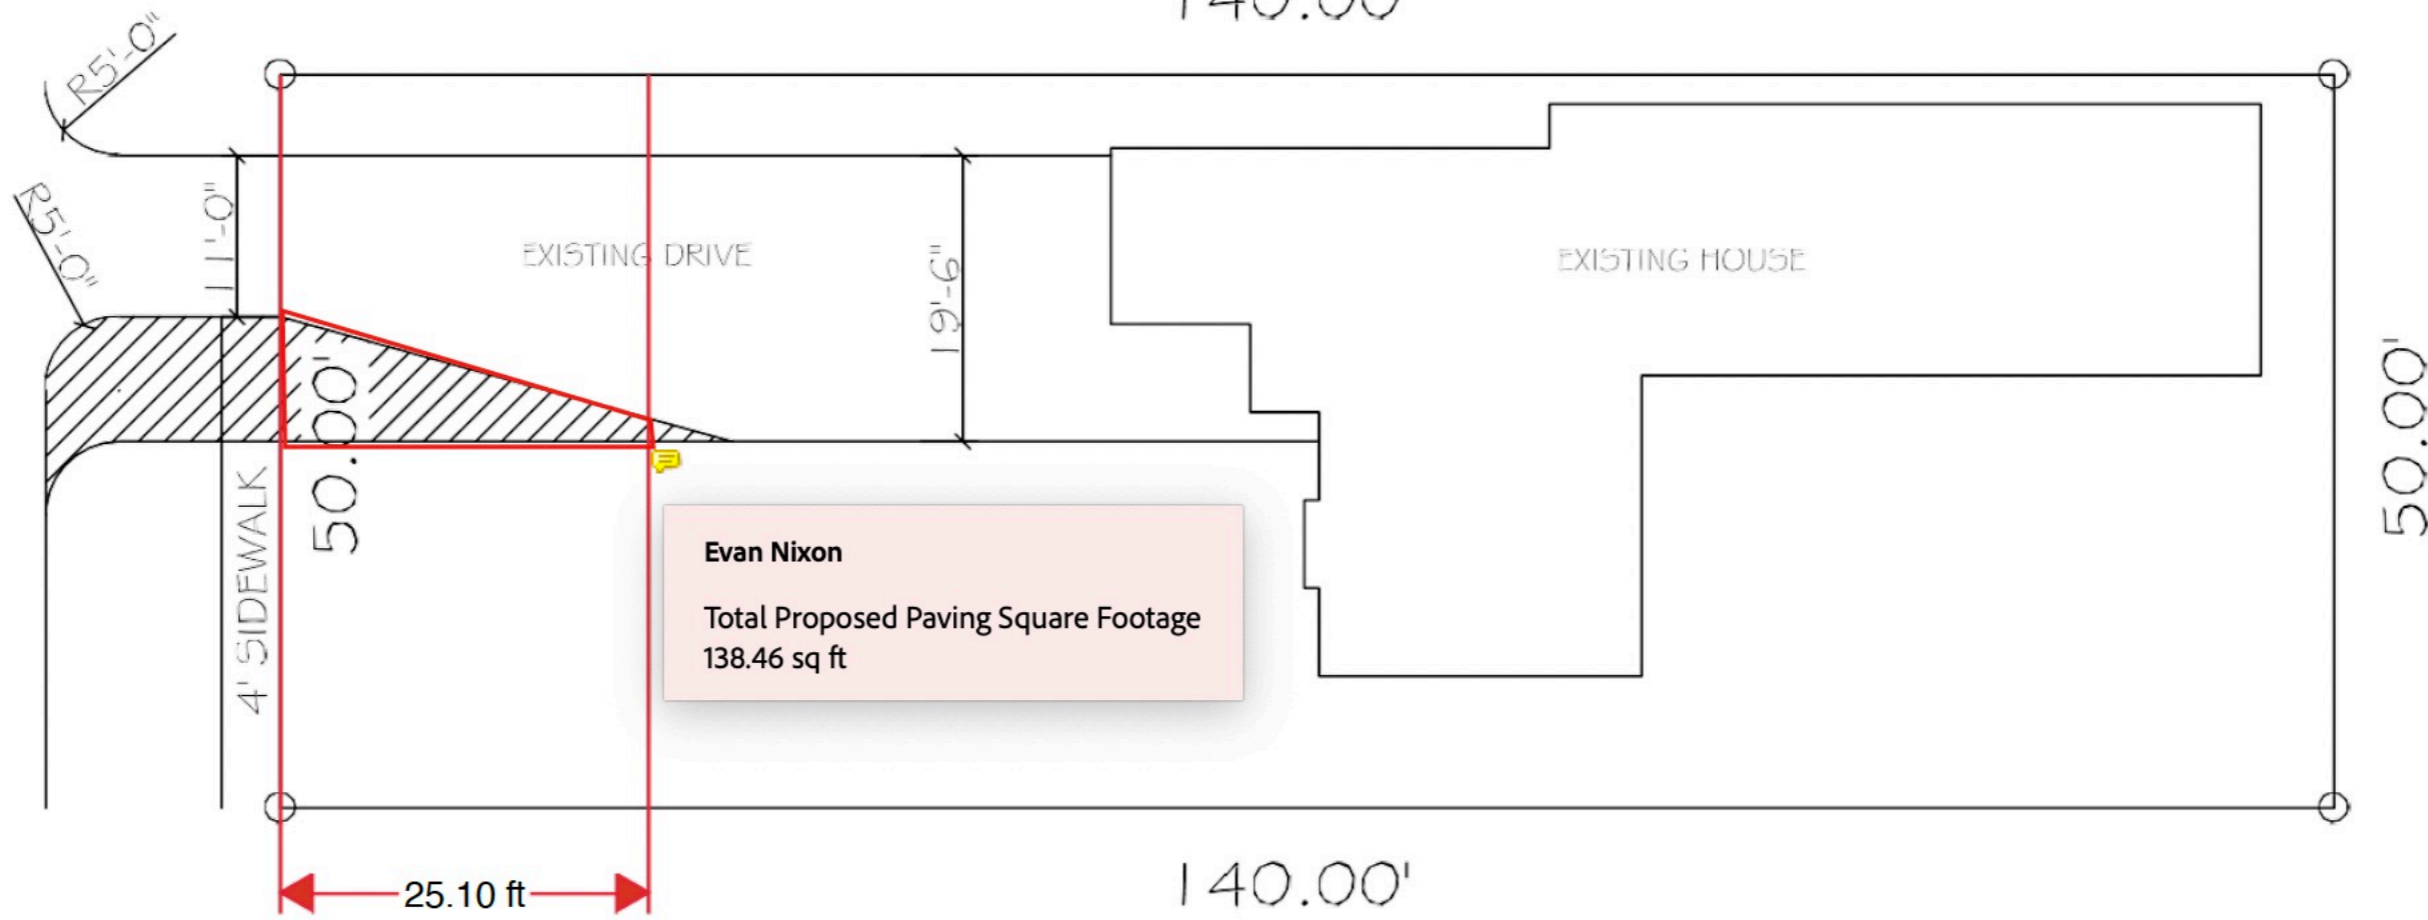 140.00'
R5'-0"
R5'-0"
11'-0"
EXISTING DRIVE
19'-6"
EXISTING HOUSE
50.00'
50.00'
4' SIDEWALK
Evan Nixon
Total Proposed Paving Square Footage
138.46 sq ft
25.10 ft
140.00'